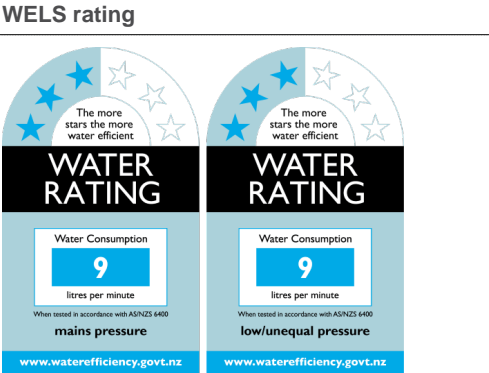 WELS rating
The more
stars the more
water efficient
WATER
RATING
Water Consumption
9
litres per minute
When tested in accordance with AS/NZS 6400
mains pressure
www.waterefficiency.govt.nz
The more
stars the more
water efficient
WATER
RATING
Water Consumption
9
litres per minute
When tested in accordance with AS/NZS 6400
low/unequal pressure
www.waterefficiency.govt.nz